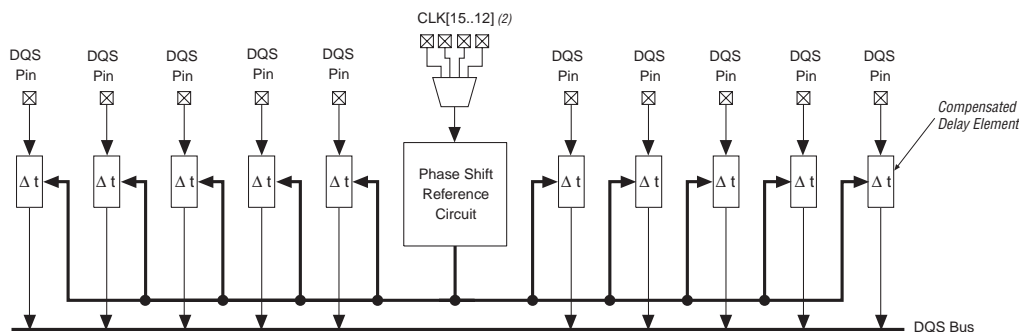 CLK[15..12] (2)
DQS
Pin
DQS
Pin
DQS
Pin
DQS
Pin
DQS
Pin
DQS
Pin
DQS
Pin
DQS
Pin
DQS
Pin
DQS
Pin
Compensated
Delay Element
Δ t
Δ t
Δ t
Δ t
Δ t
Phase Shift
Reference
Circuit
Δ t
Δ t
Δ t
Δ t
Δ t
DQS Bus